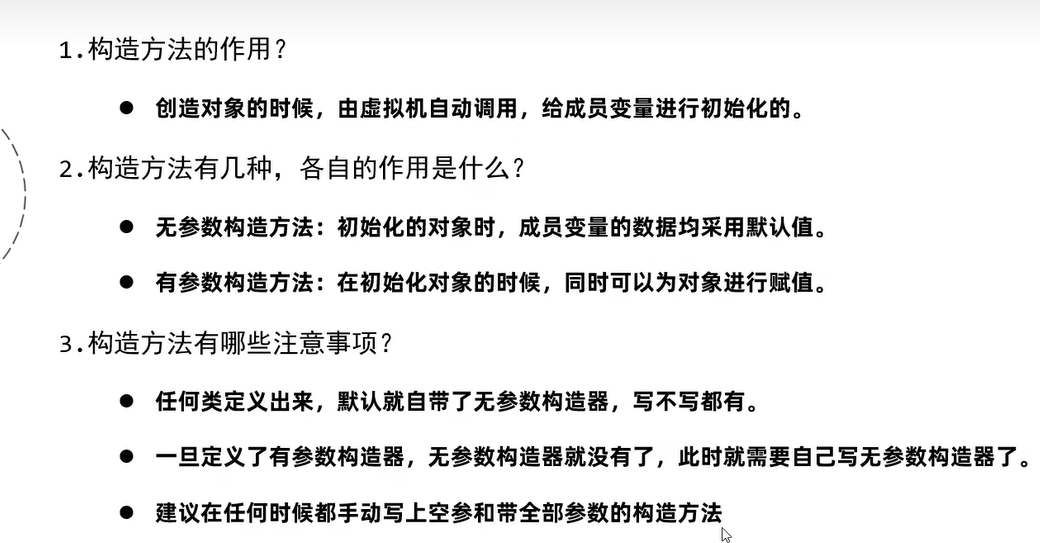 1.构造方法的作用?
● 创造对象的时候，由虚拟机自动调用，给成员变量进行初始化的。
2.构造方法有几种，各自的作用是什么?
● 无参数构造方法：初始化的对象时，成员变量的数据均采用默认值。
● 有参数构造方法：在初始化对象的时候，同时可以为对象进行赋值。
3.构造方法有哪些注意事项?
● 任何类定义出来，默认就自带了无参数构造器，写不写都有。
● 一旦定义了有参数构造器，无参数构造器就没有了，此时就需要自己写无参数构造器了。
● 建议在任何时候都手动写上空参和带全部参数的构造方法